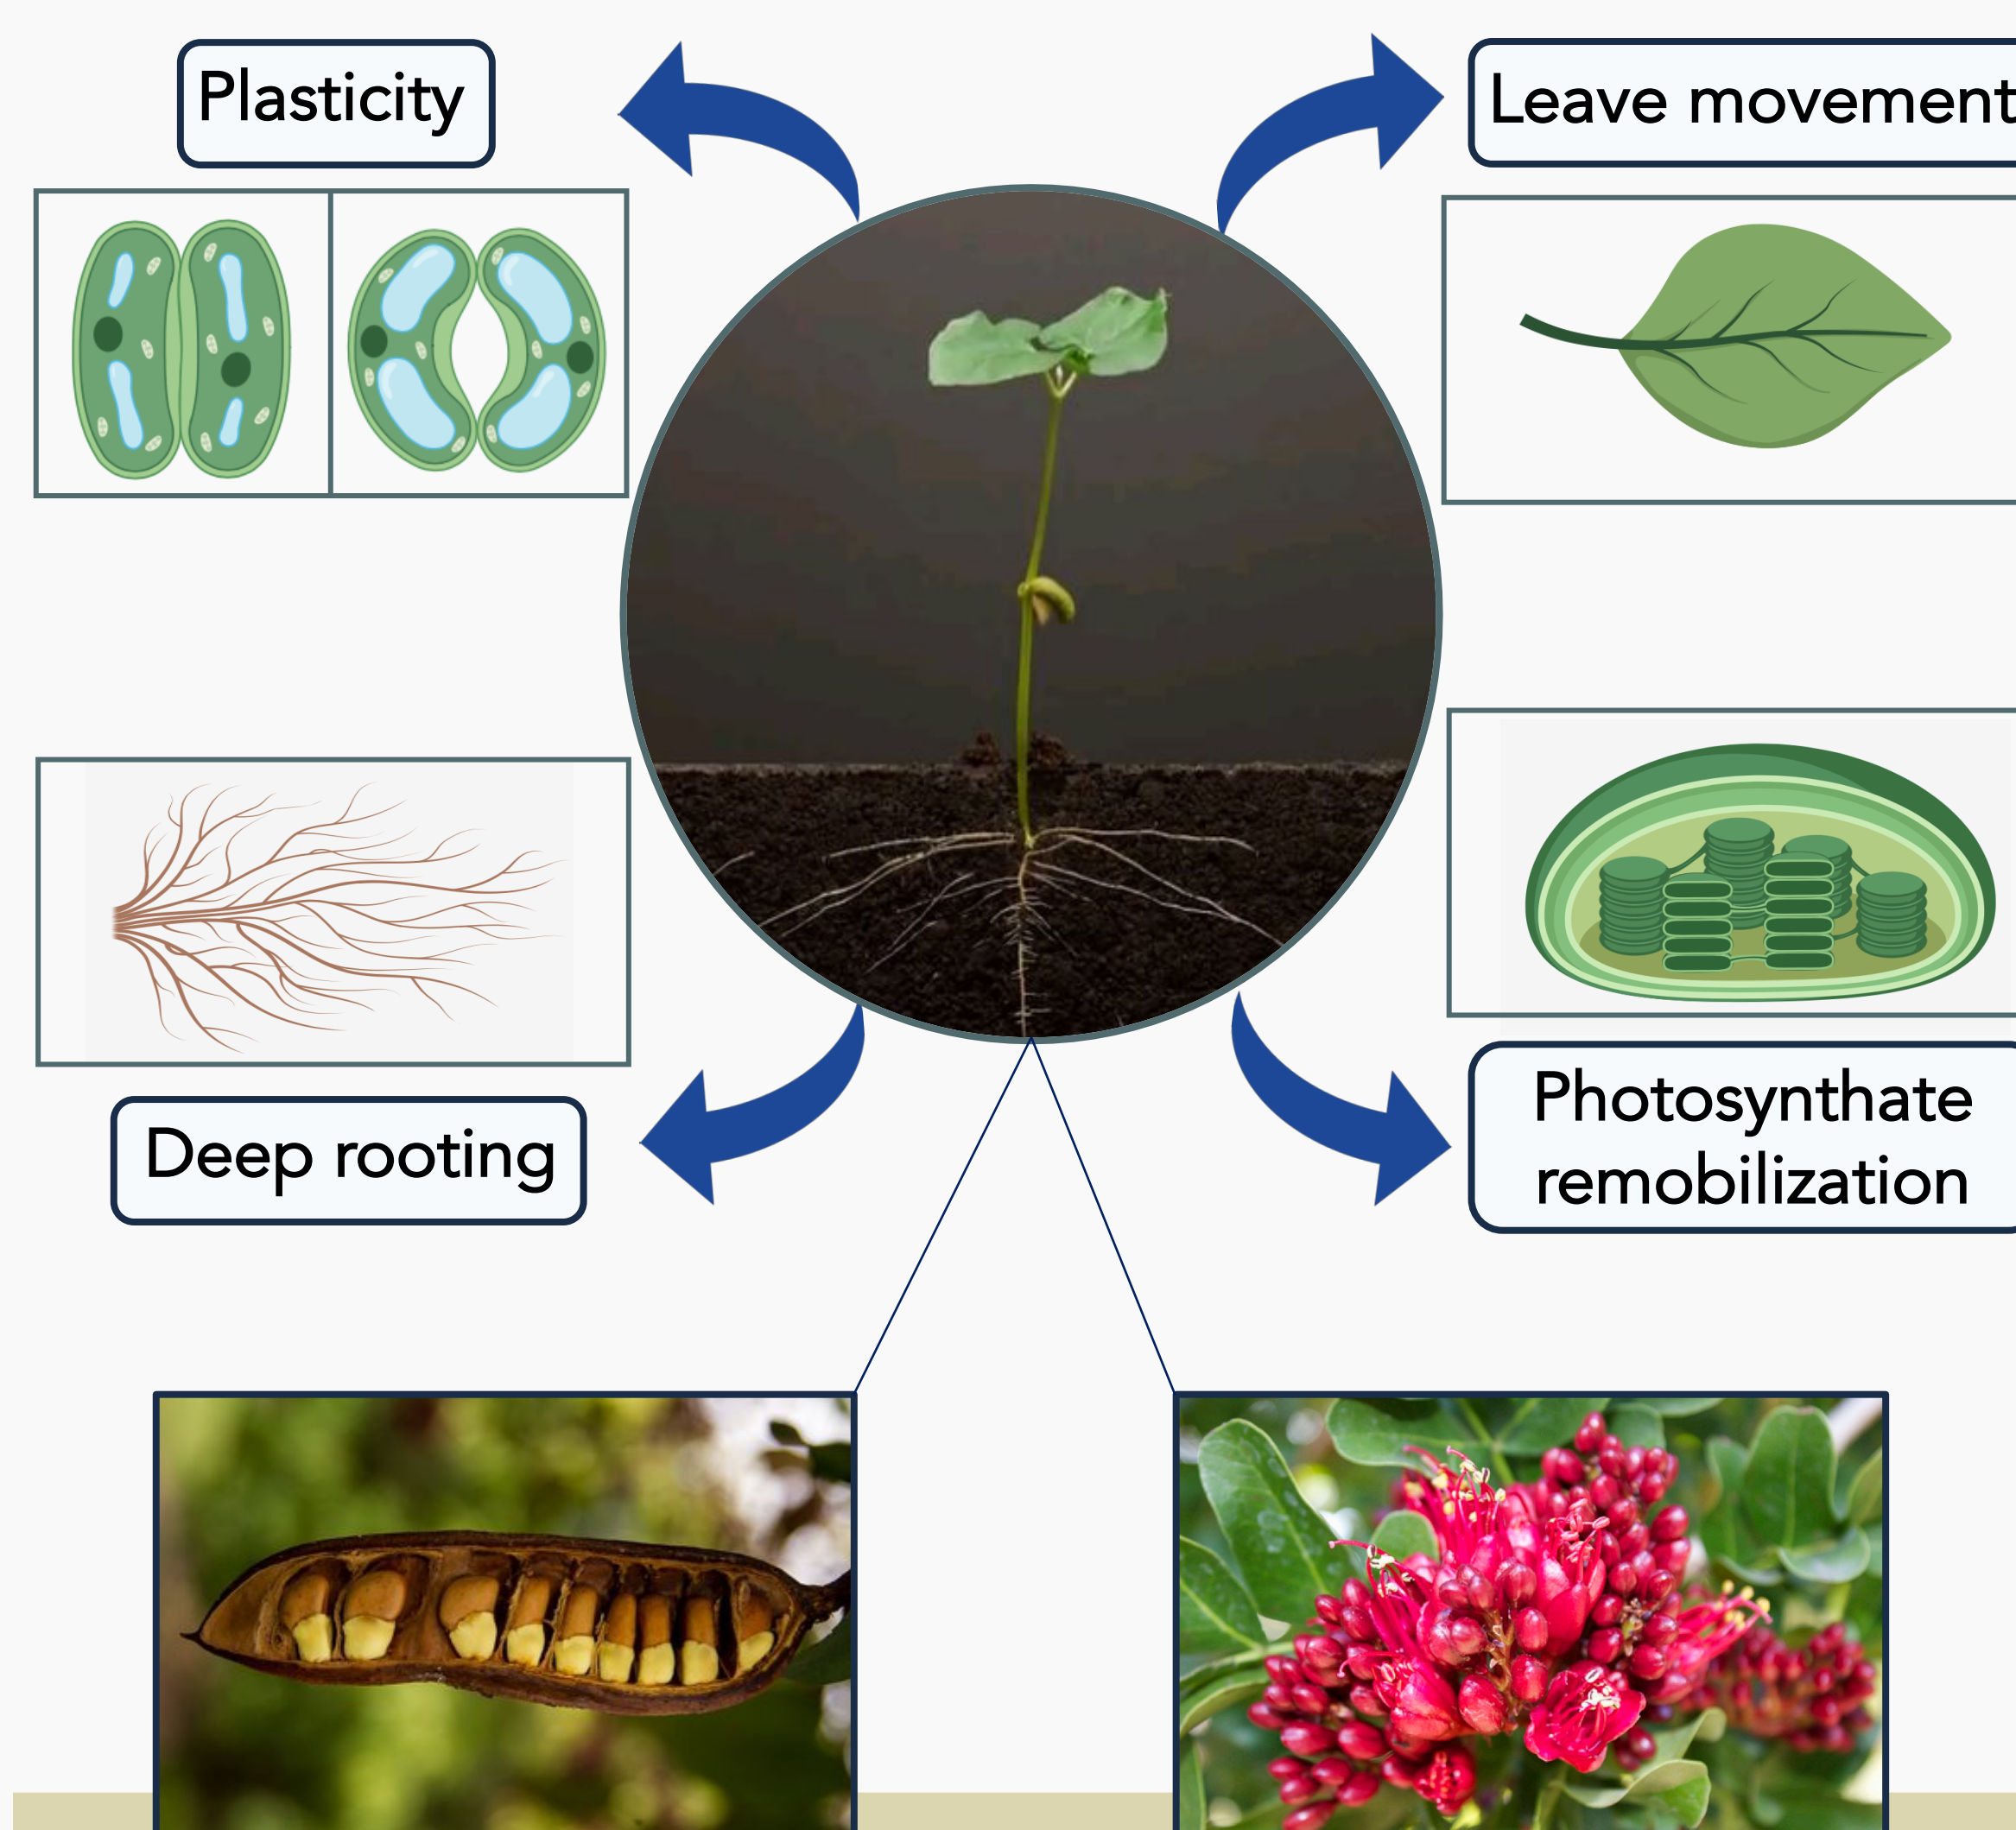 Plasticity
Leave movement
Deep rooting
Photosynthate
remobilization